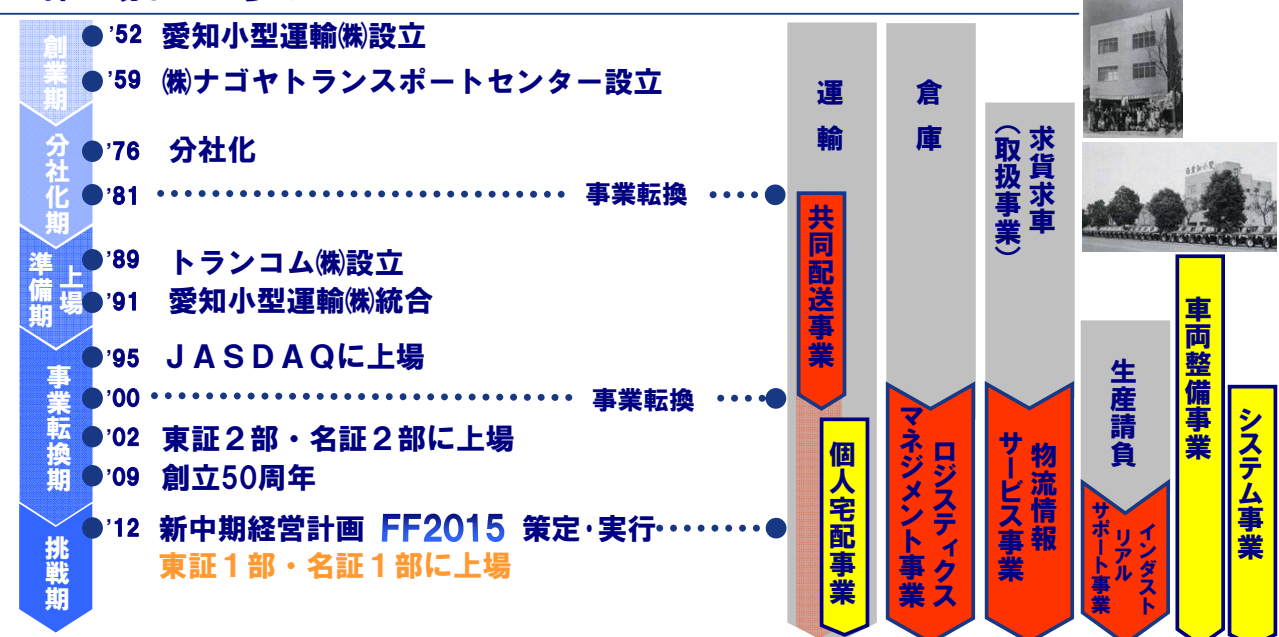 創業期
'52 愛知小型運輸㈱設立
'59 ㈱ナゴヤトランスポートセンター設立
分社化期
'76 分社化
'81 事業転換
上場準備期
'89 トランコム㈱設立
'91 愛知小型運輸㈱統合
事業転換期
'95 ＪＡＳＤＡＱに上場
'00 事業転換
'02 東証２部・名証２部に上場
'09 創立50周年
挑戦期
'12 新中期経営計画 FF2015 策定・実行
東証１部・名証１部に上場
運輸
共同配送事業
個人宅配事業
倉庫
ロジスティクス
マネジメント事業
求貨求車
（取扱事業）
物流情報
サービス事業
生産請負
インダスト
リアル
サポート事業
車両整備事業
システム事業